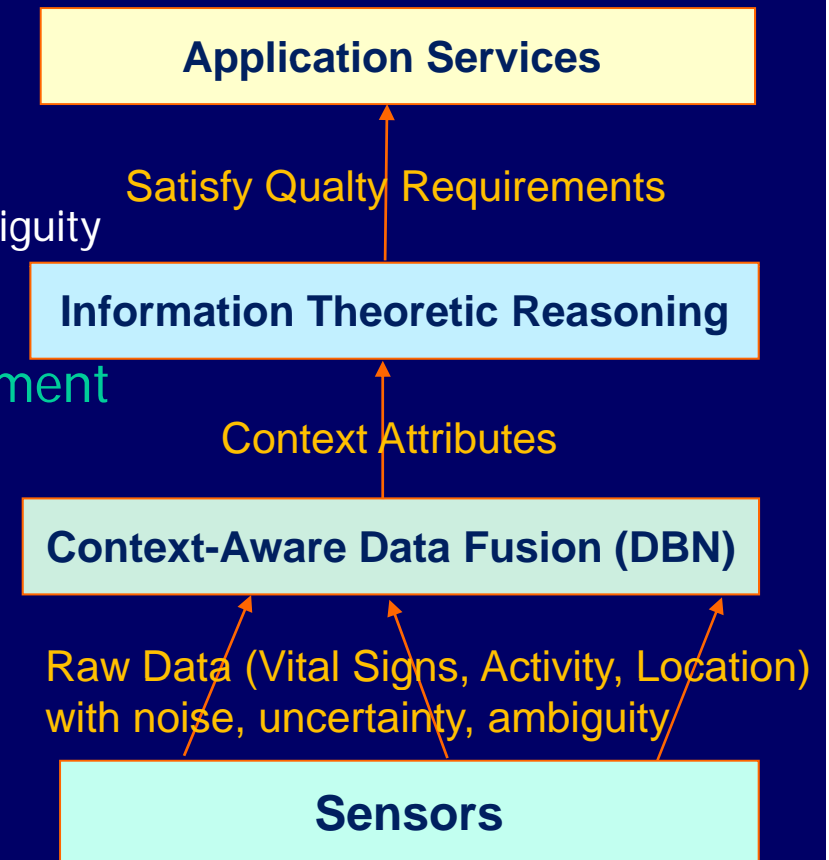 Application Services
Satisfy Qualty Requirements
iguity
Information Theoretic Reasoning
ment
Context Attributes
Context-Aware Data Fusion (DBN)
Raw Data (Vital Signs, Activity, Location)
with noise, uncertainty, ambiguity
Sensors